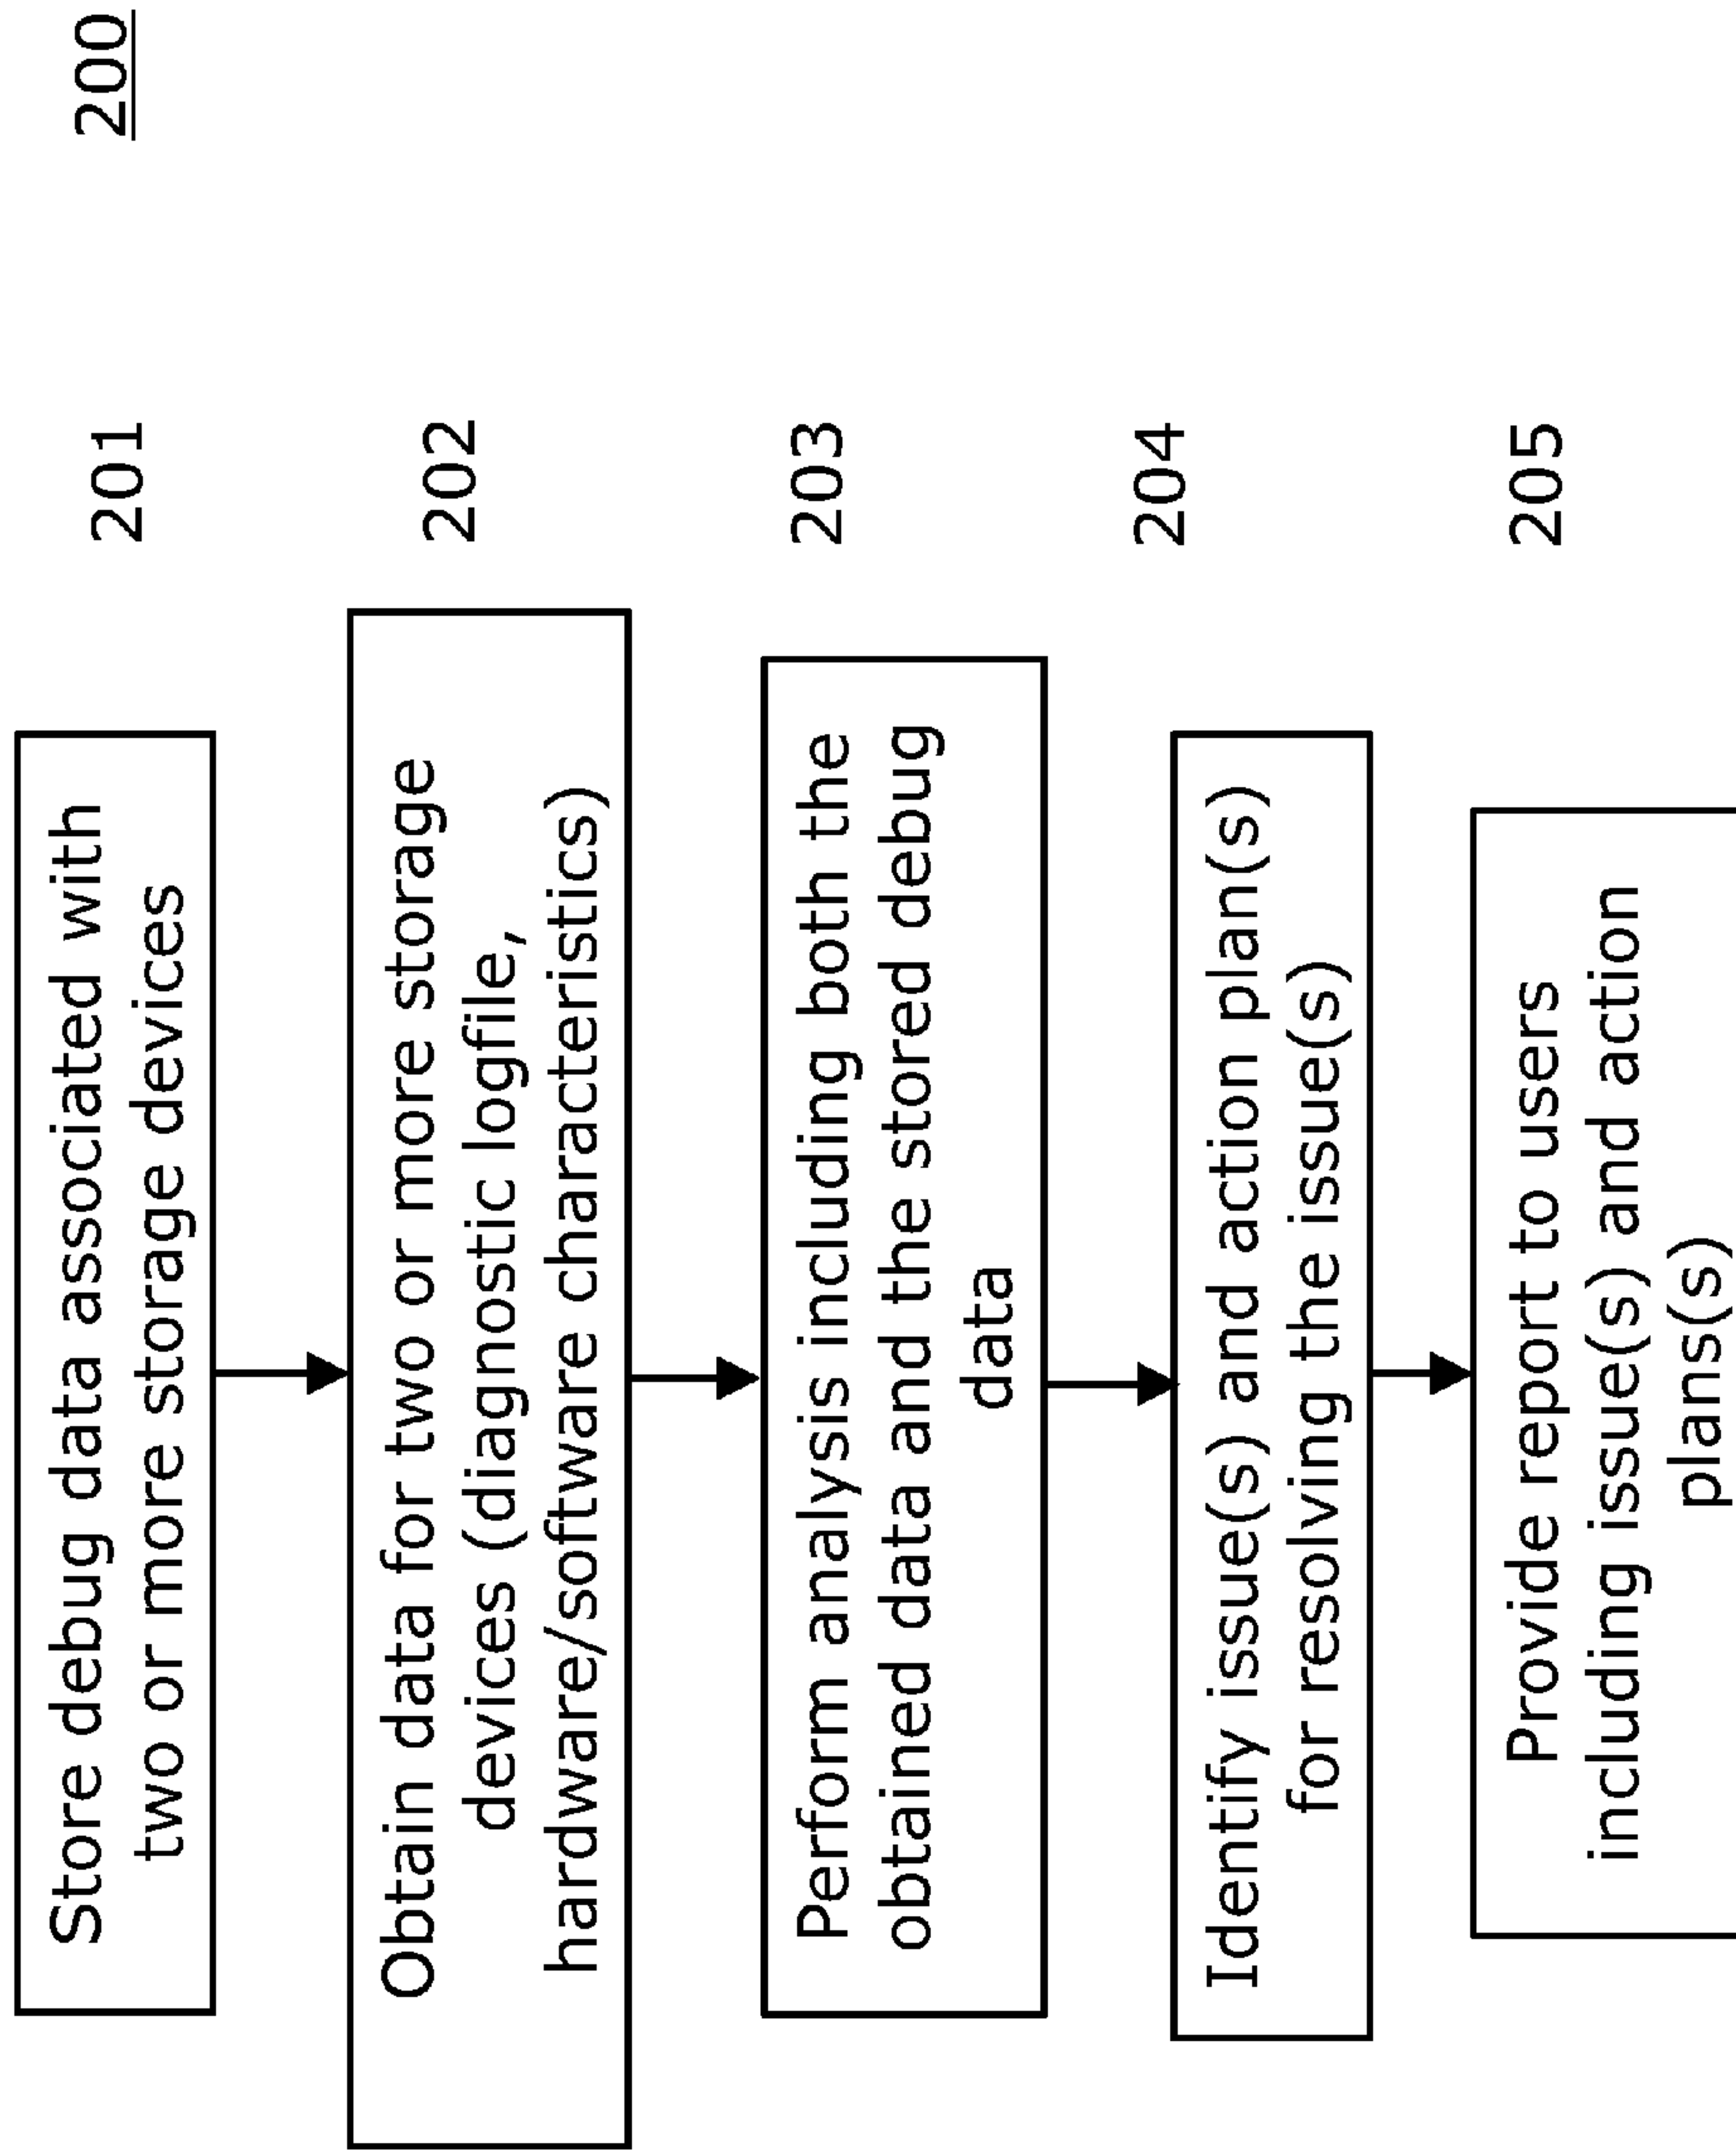 200
Store debug data associated with
two or more storage devices
201
Obtain data for two or more storage
devices (diagnostic logfile,
hardware/software characteristics)
202
Perform analysis including both the
obtained data and the stored debug
data
203
Identify issue(s) and action plan(s)
for resolving the issue(s)
204
Provide report to users
including issue(s) and action
plans(s)
205